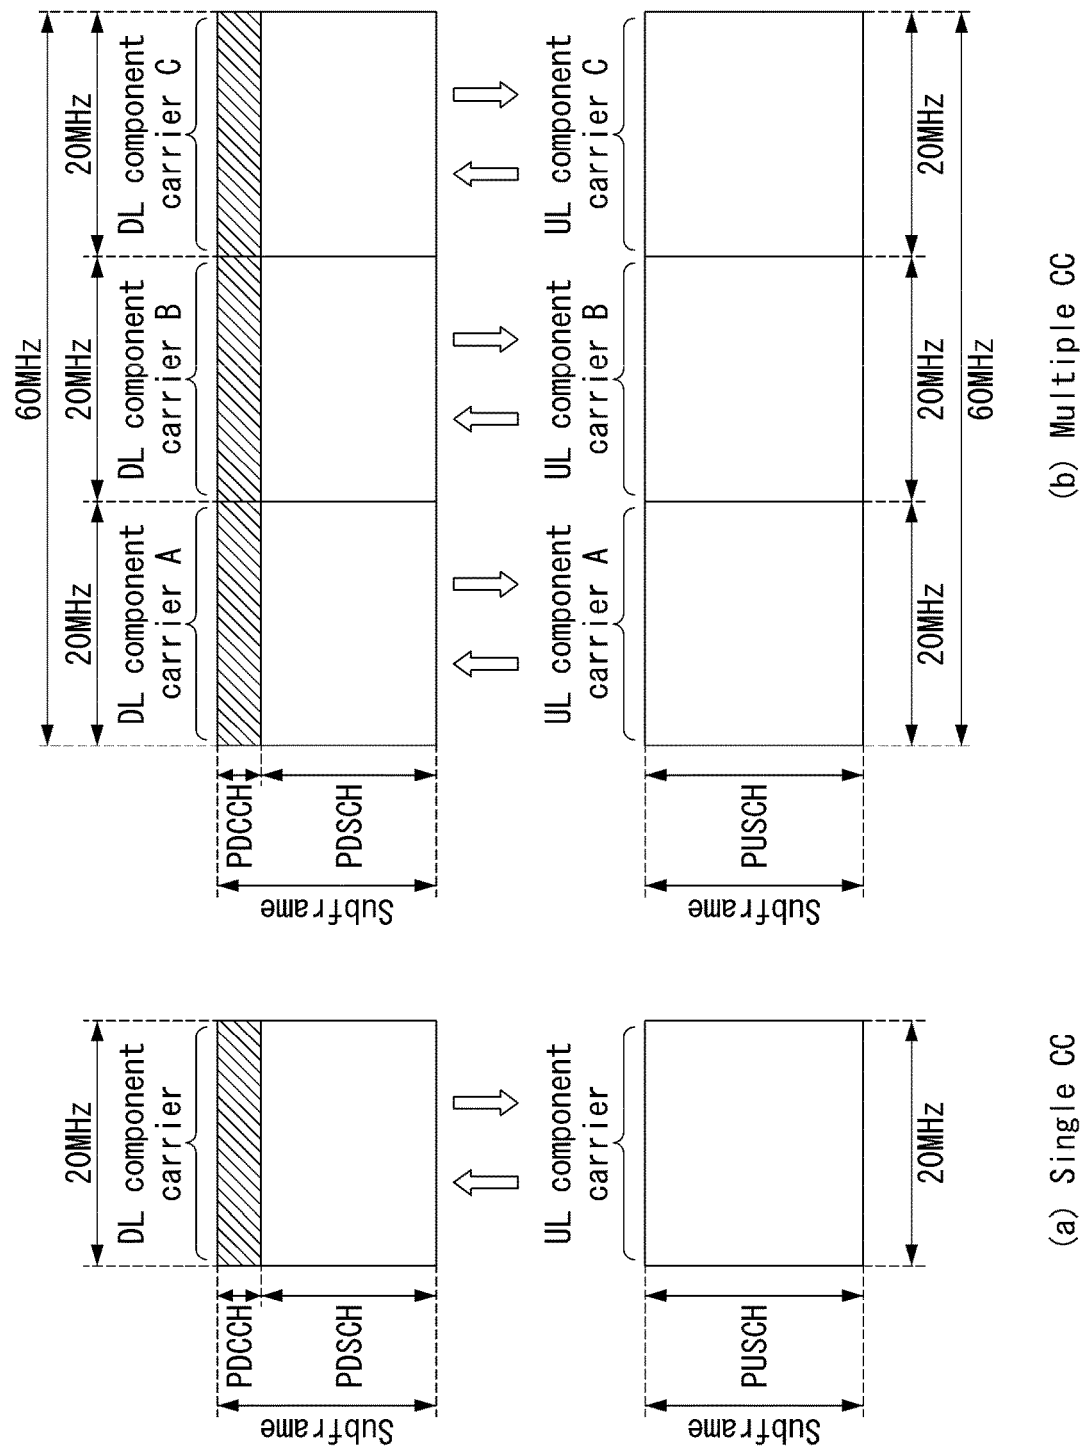 20MHz
DL component
carrier
PDCCH
PDSCH
Subframe
UL component
carrier
PUSCH
Subframe
20MHz
(a) Single CC
60MHz
20MHz
20MHz
20MHz
DL component
carrier A
DL component
carrier B
DL component
carrier C
PDCCH
PDSCH
Subframe
UL component
carrier A
UL component
carrier B
UL component
carrier C
PUSCH
Subframe
20MHz
20MHz
20MHz
60MHz
(b) Multiple CC